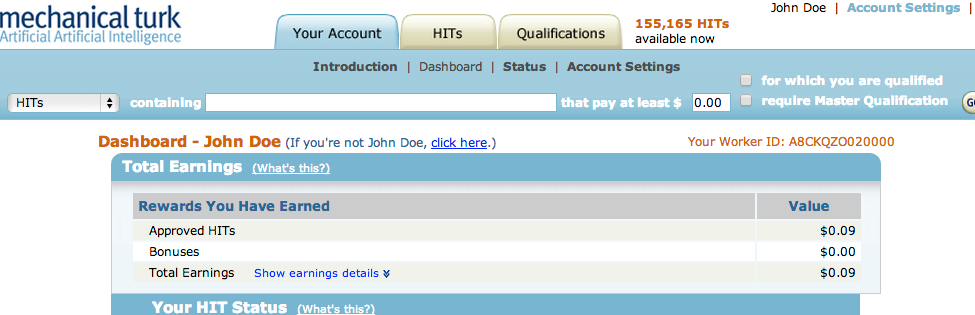 mechanical turk
Artificial Artificial Intelligence
John Doe | Account Settings |
Your Account
HITs
Qualifications
155,165 HITs
available now
Introduction | Dashboard | Status | Account Settings
HITs containing that pay at least $ 0.00
for which you are qualified
require Master Qualification
Dashboard - John Doe (If you're not John Doe, click here.) Your Worker ID: A8CKQZO020000
Total Earnings (What's this?)
Rewards You Have Earned Value
Approved HITs $0.09
Bonuses $0.00
Total Earnings Show earnings details $0.09
Your HIT Status (What's this?)